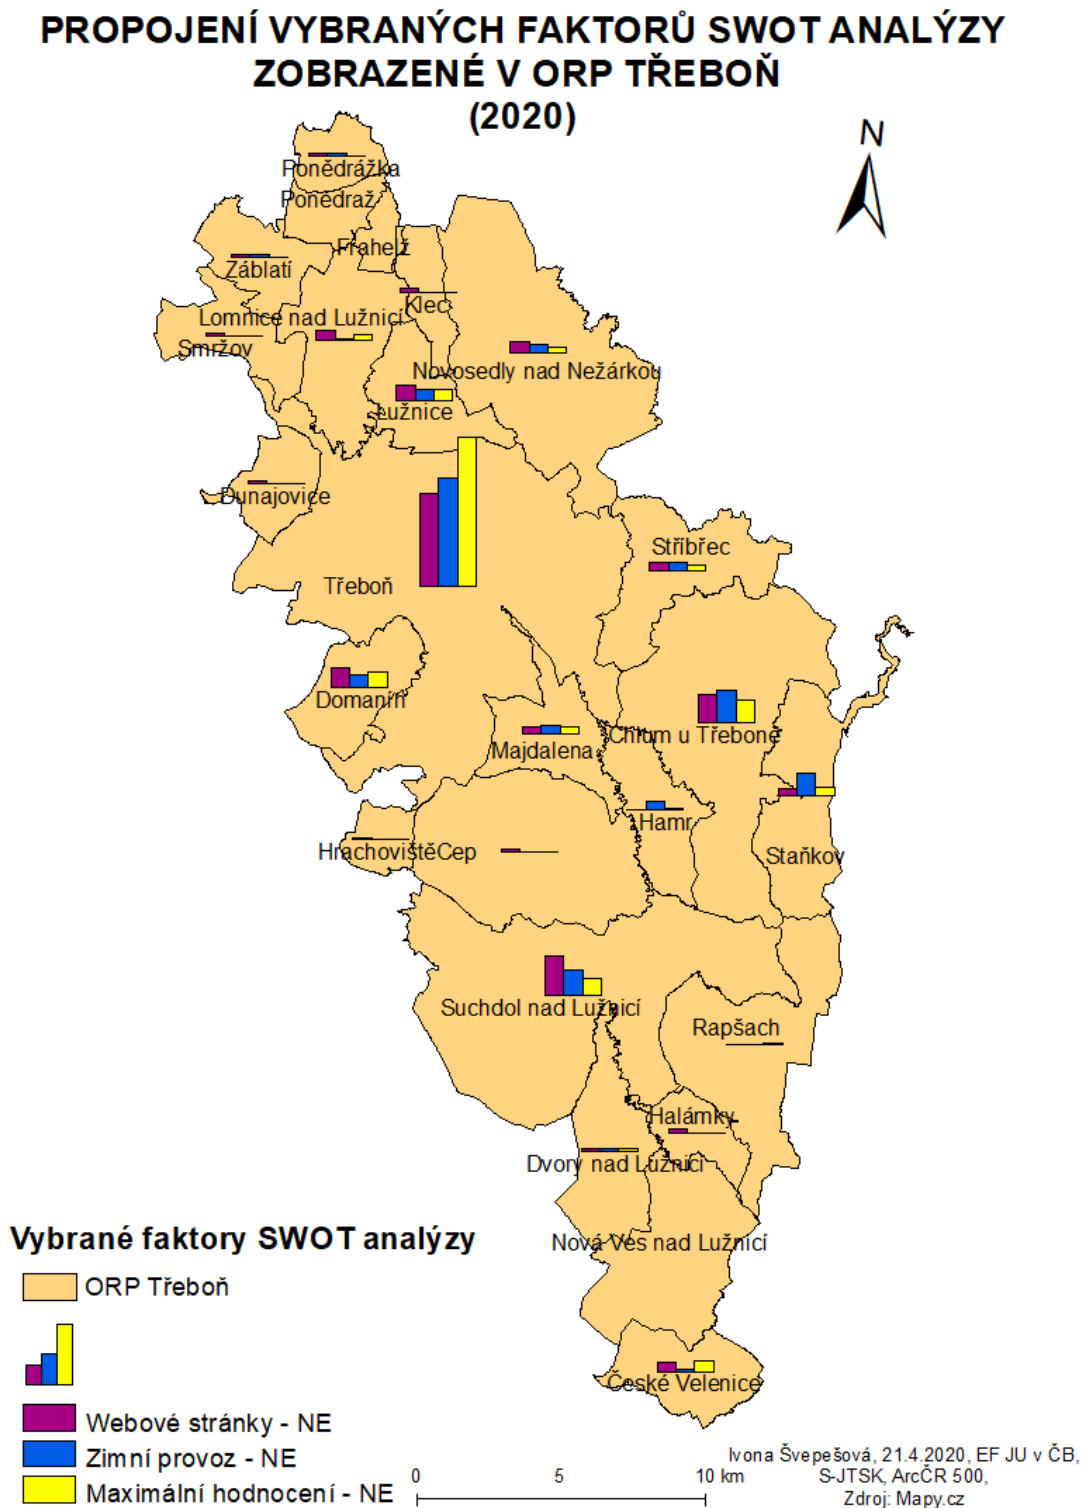 PROPOJENÍ VYBRANÝCH FAKTORŮ SWOT ANALÝZY
ZOBRAZENÉ V ORP TŘEBOŇ
(2020)
N
Ponědrážka
Ponědraž
Frahelž
Záblatí
Klec
Lomnice nad Lužnicí
Smržov
Novosedly nad Nežárkou
Lužnice
Dunajovice
Stříbřec
Třeboň
Domanín
Chlum u Třeboně
Majdalena
Hamr
Hrachoviště
Cep
Staňkov
Suchdol nad Lužnicí
Rapšach
Halámky
Dvory nad Lužnicí
Nová Ves nad Lužnicí
České Velenice
Vybrané faktory SWOT analýzy
ORP Třeboň
Webové stránky - NE
Zimní provoz - NE
Maximální hodnocení - NE
0 5 10 km
Ivona Švepešová, 21.4.2020, EF JU v ČB,
S-JTSK, ArcČR 500,
Zdroj: Mapy.cz